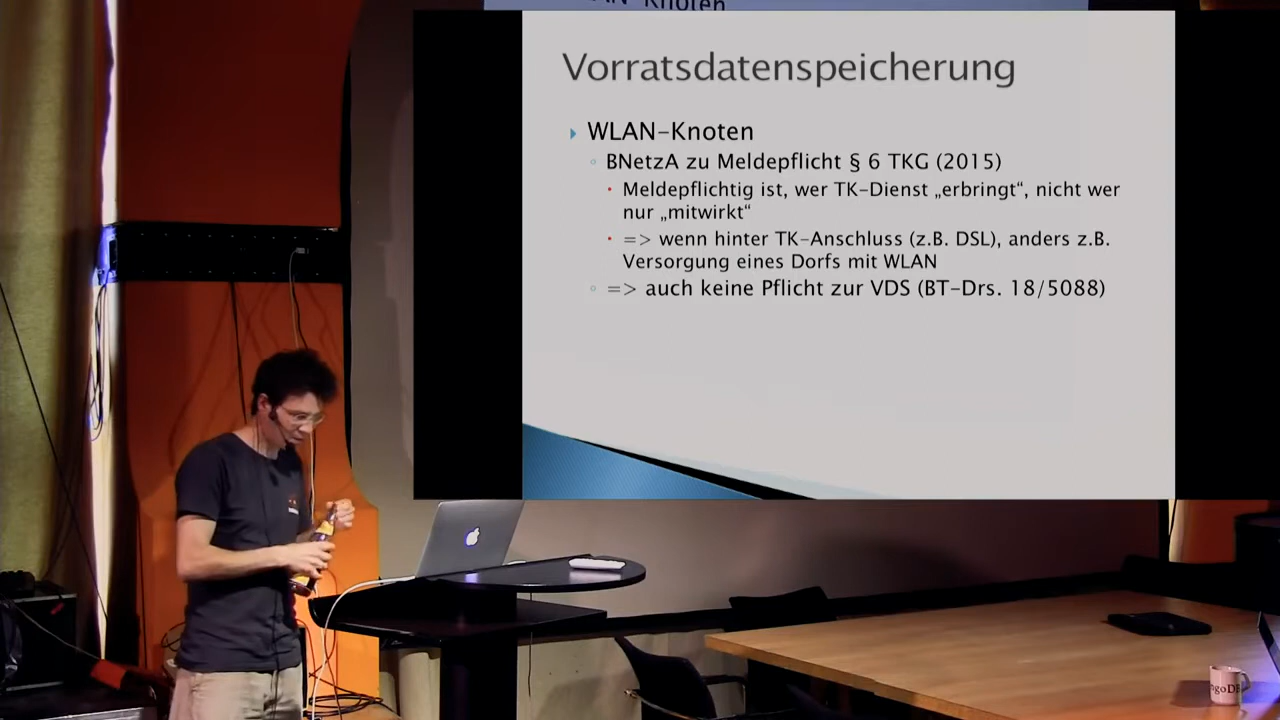 WLAN-Knoten
Vorratsdatenspeicherung
WLAN-Knoten
BNetzA zu Meldepflicht § 6 TKG (2015)
Meldepflichtig ist, wer TK-Dienst „erbringt“, nicht wer
nur „mitwirkt“
=> wenn hinter TK-Anschluss (z.B. DSL), anders z.B.
Versorgung eines Dorfs mit WLAN
=> auch keine Pflicht zur VDS (BT-Drs. 18/5088)